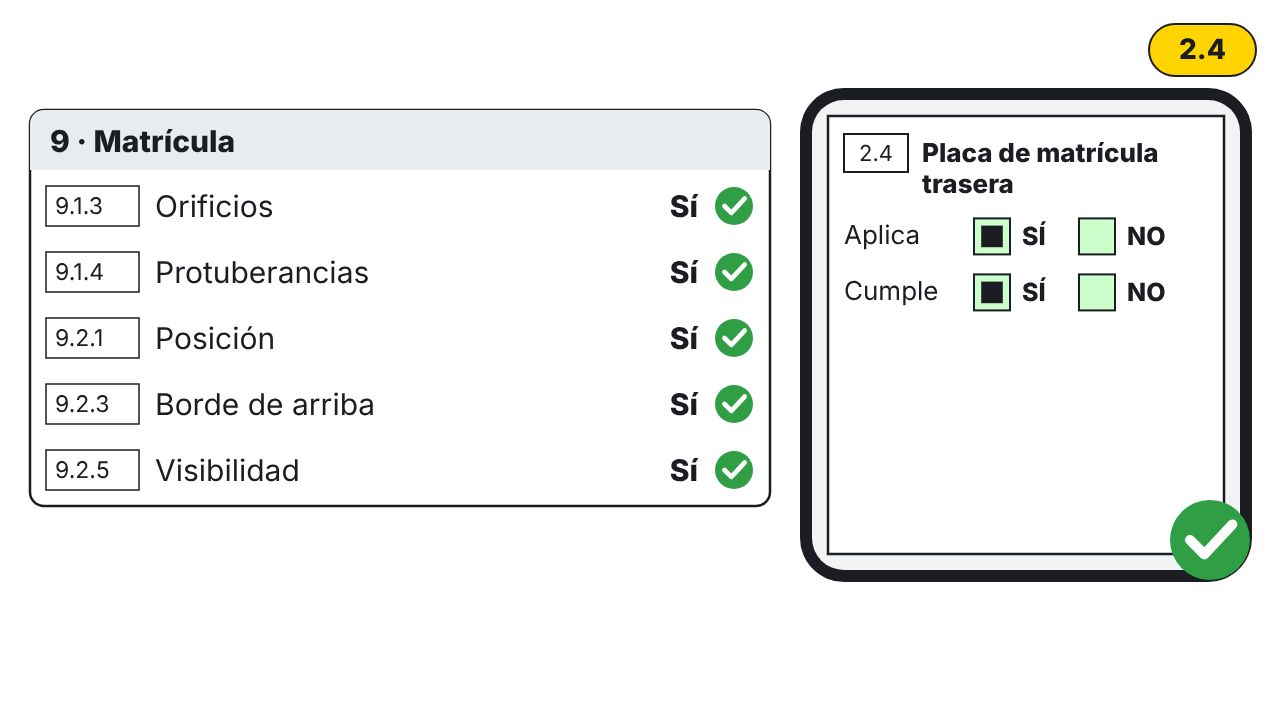 2.4
9 · Matrícula
9.1.3 Orificios Sí
9.1.4 Protuberancias Sí
9.2.1 Posición Sí
9.2.3 Borde de arriba Sí
9.2.5 Visibilidad Sí
2.4 Placa de matrícula
trasera
Aplica SÍ NO
Cumple SÍ NO